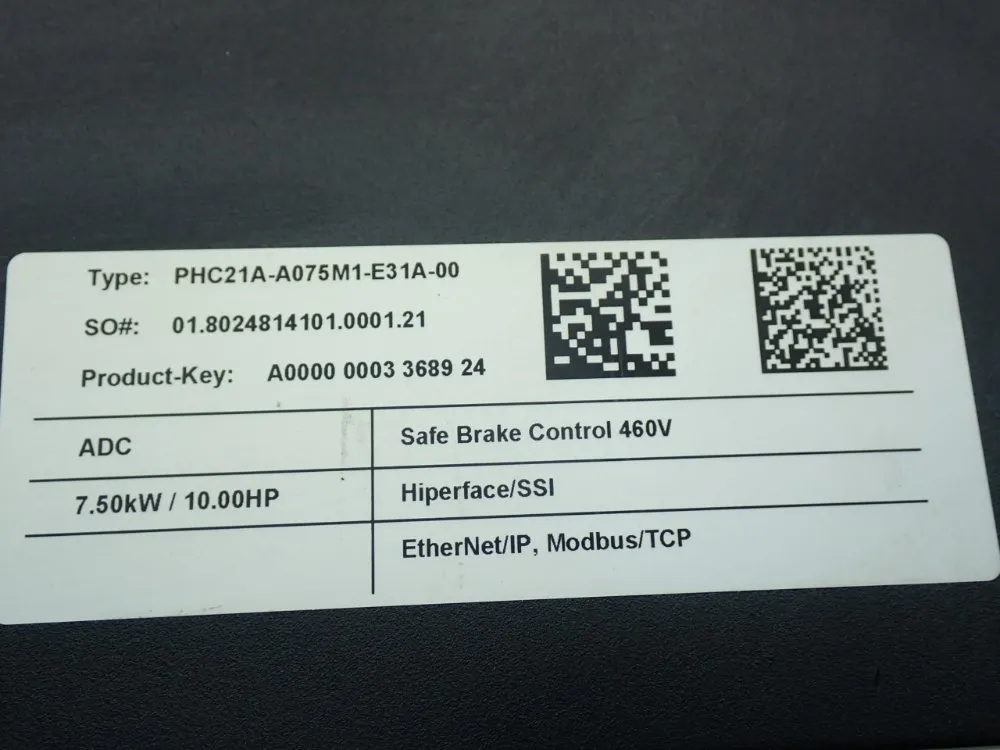 Type: PHC21A-A075M1-E31A-00
SO#: 01.8024814101.0001.21
Product-Key: A0000 0003 3689 24
ADC
Safe Brake Control 460V
7.50kW / 10.00HP
Hiperface/SSI
EtherNet/IP, Modbus/TCP